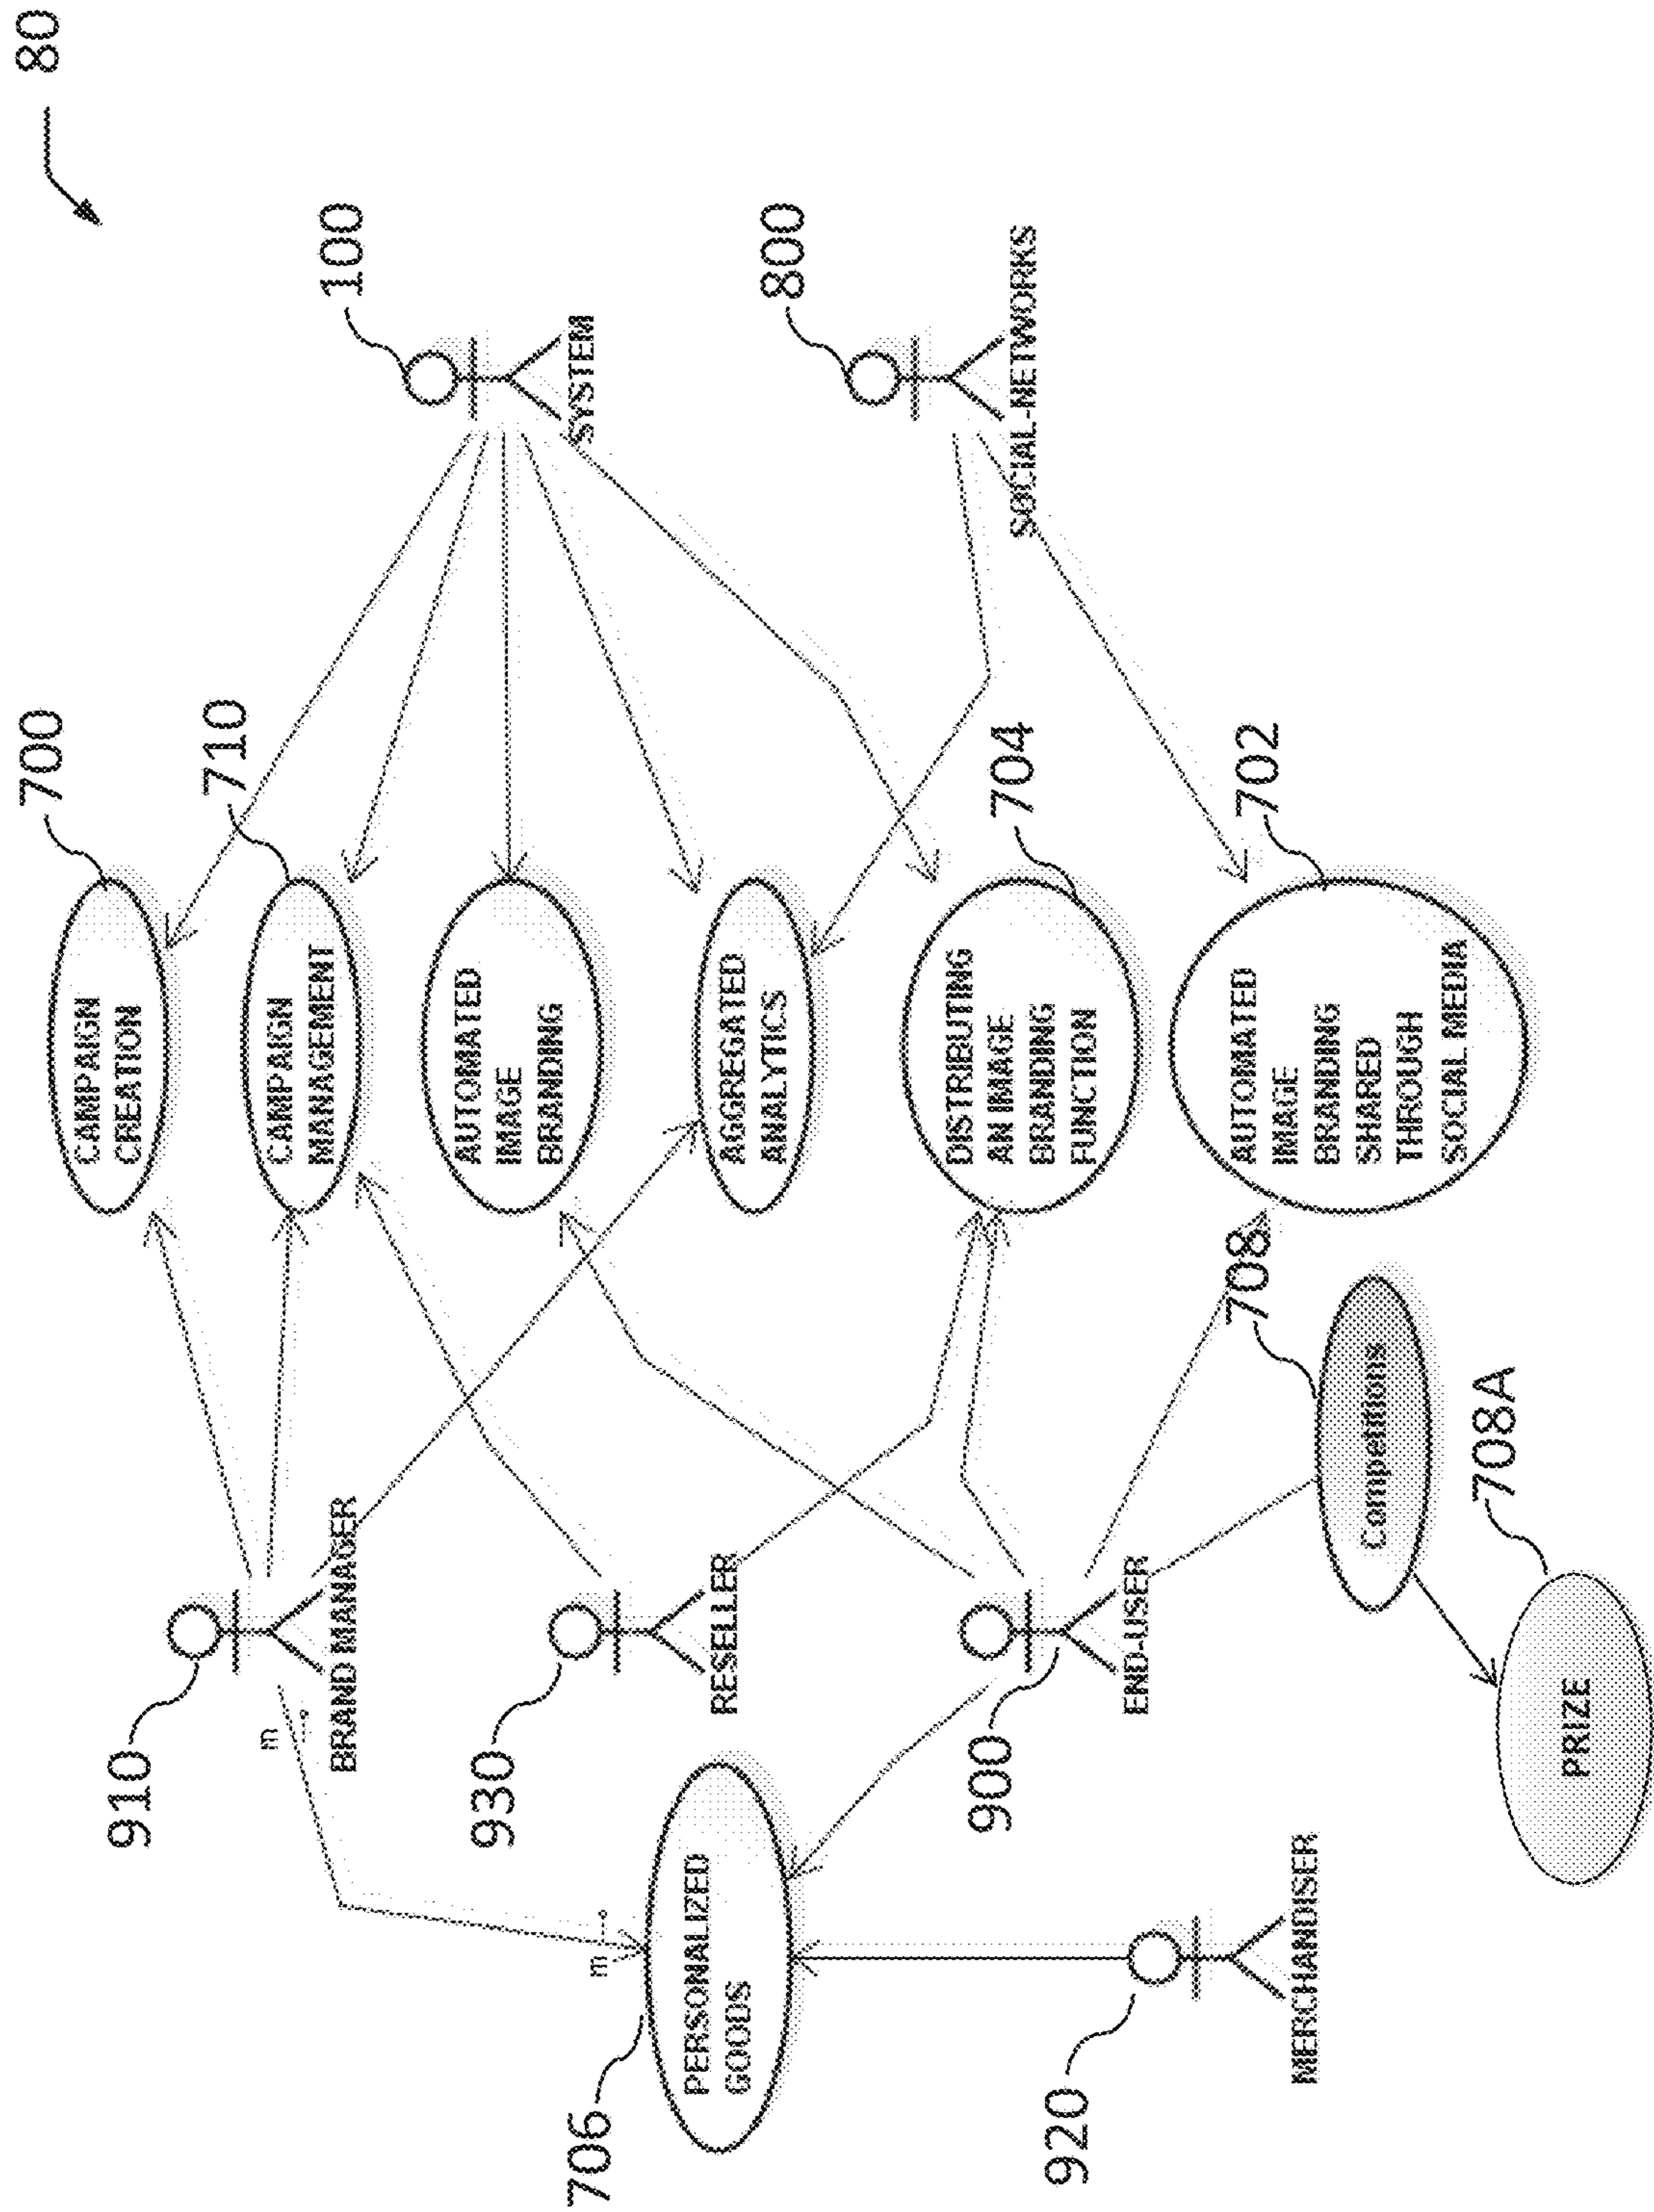 80
700
CAMPAIGN
CREATION
910
BRAND MANAGER
m
710
CAMPAIGN
MANAGEMENT
100
SYSTEM
AUTOMATED
IMAGE
BRANDING
930
RESELLER
706
PERSONALIZED
GOODS
m
AGGREGATED
ANALYTICS
800
SOCIAL-NETWORKS
900
END-USER
DISTRIBUTING
AN IMAGE
BRANDING
FUNCTION
704
920
MERCHANDISER
AUTOMATED
IMAGE
BRANDING
SHARED
THROUGH
SOCIAL MEDIA
702
708
Competitions
708A
PRIZE